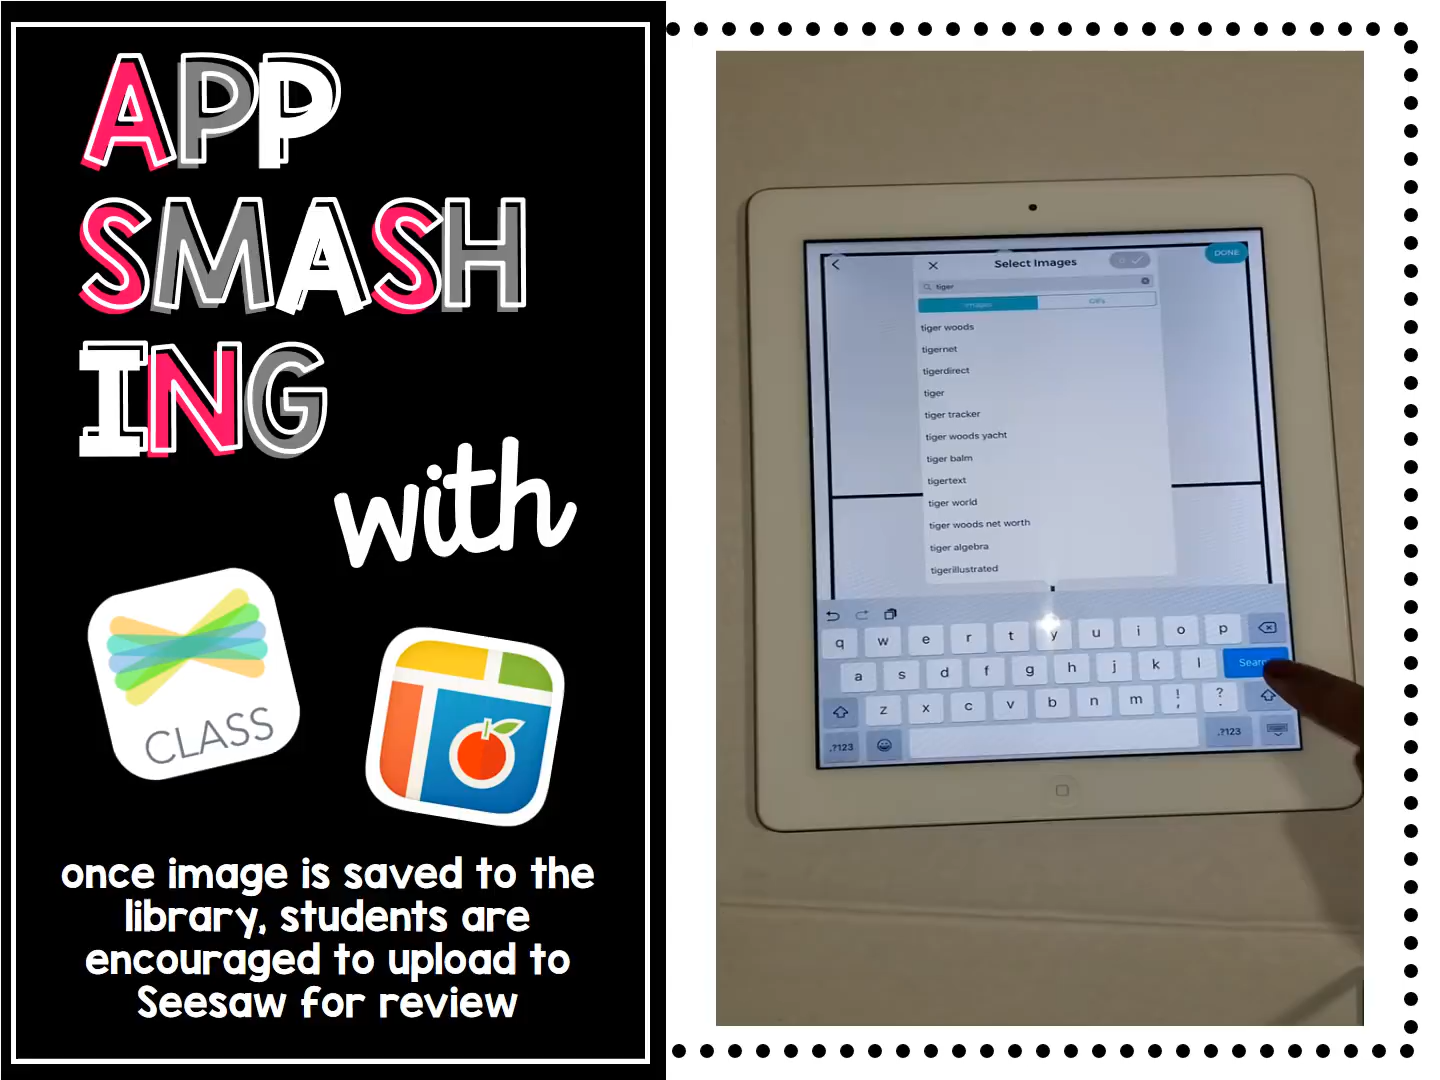 APP
SMASH
ING
with
CLASS
once image is saved to the
library, students are
encouraged to upload to
Seesaw for review
DONE
Select Images
tiger
Images GIFs
tiger woods
tigernet
tigerdirect
tiger
tiger tracker
tiger woods yacht
tiger balm
tigertext
tiger world
tiger woods net worth
tiger algebra
tigerillustrated
q w e r t y u i o p
a s d f g h j k l
z x c v b n m ! , ? .
.?123 .?123